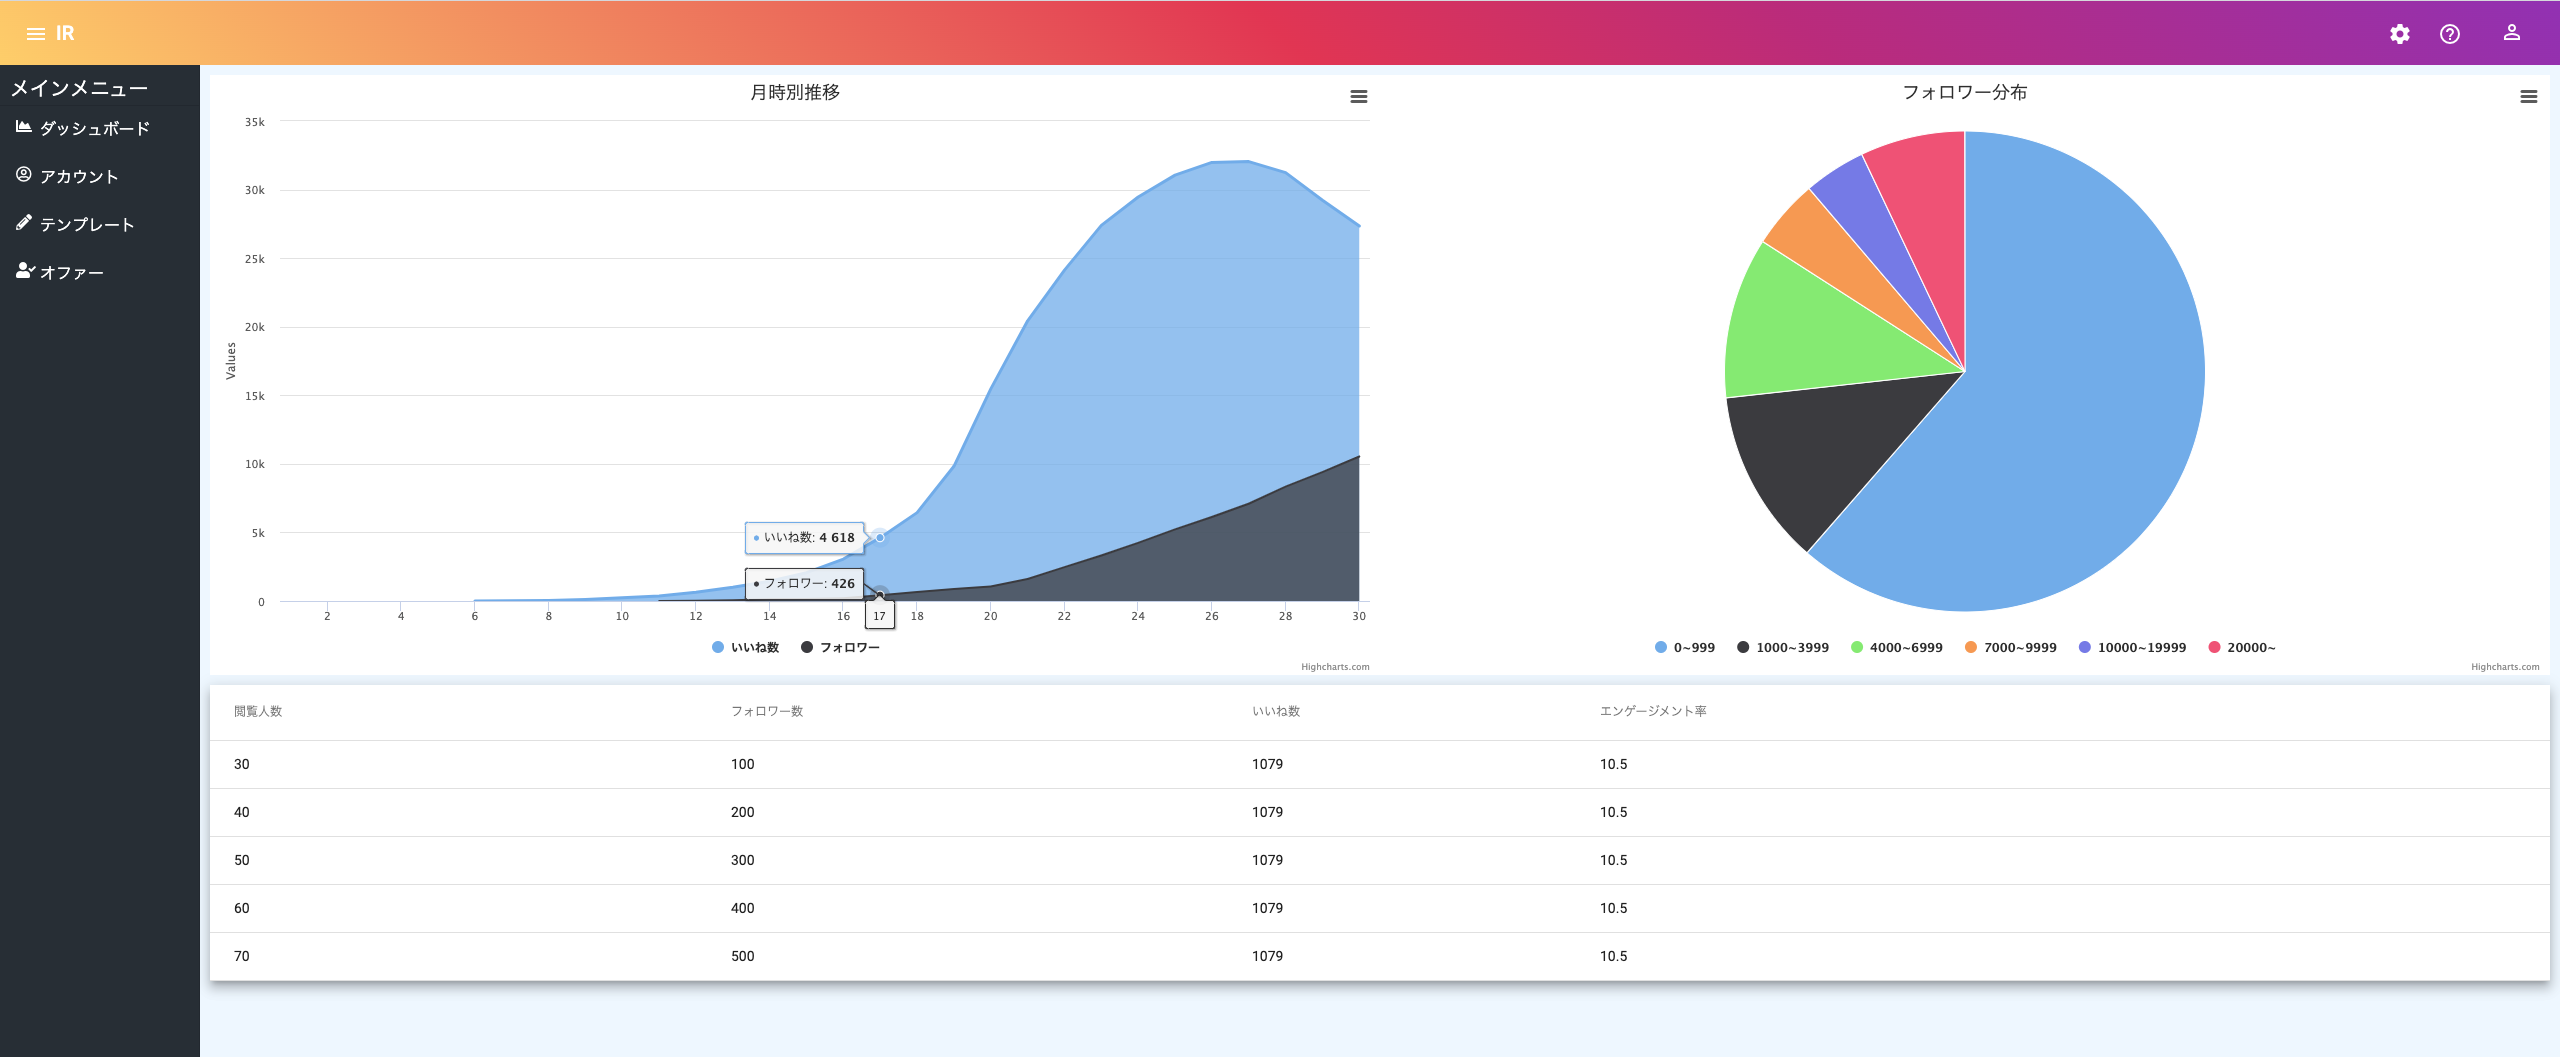 IR
メインメニュー
ダッシュボード
アカウント
テンプレート
オファー
月時別推移
Values
35k
30k
25k
20k
15k
10k
5k
0
いいね数: 4 618
フォロワー: 426
2 4 6 8 10 12 14 16 17 18 20 22 24 26 28 30
いいね数 フォロワー
Highcharts.com
フォロワー分布
0~999 1000~3999 4000~6999 7000~9999 10000~19999 20000~
Highcharts.com
閲覧人数 フォロワー数 いいね数 エンゲージメント率
30 100 1079 10.5
40 200 1079 10.5
50 300 1079 10.5
60 400 1079 10.5
70 500 1079 10.5